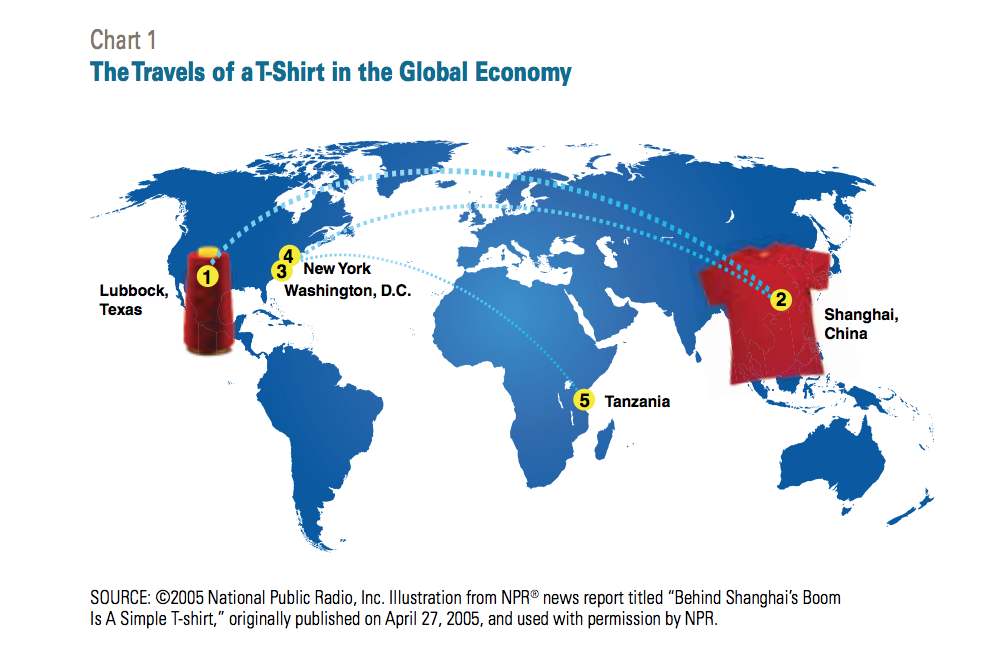 Chart 1
The Travels of a T-Shirt in the Global Economy
4
New York
3
Washington, D.C.
1
Lubbock,
Texas
2
Shanghai,
China
5
Tanzania
SOURCE: ©2005 National Public Radio, Inc. Illustration from NPR® news report titled “Behind Shanghai’s Boom
Is A Simple T-shirt,” originally published on April 27, 2005, and used with permission by NPR.